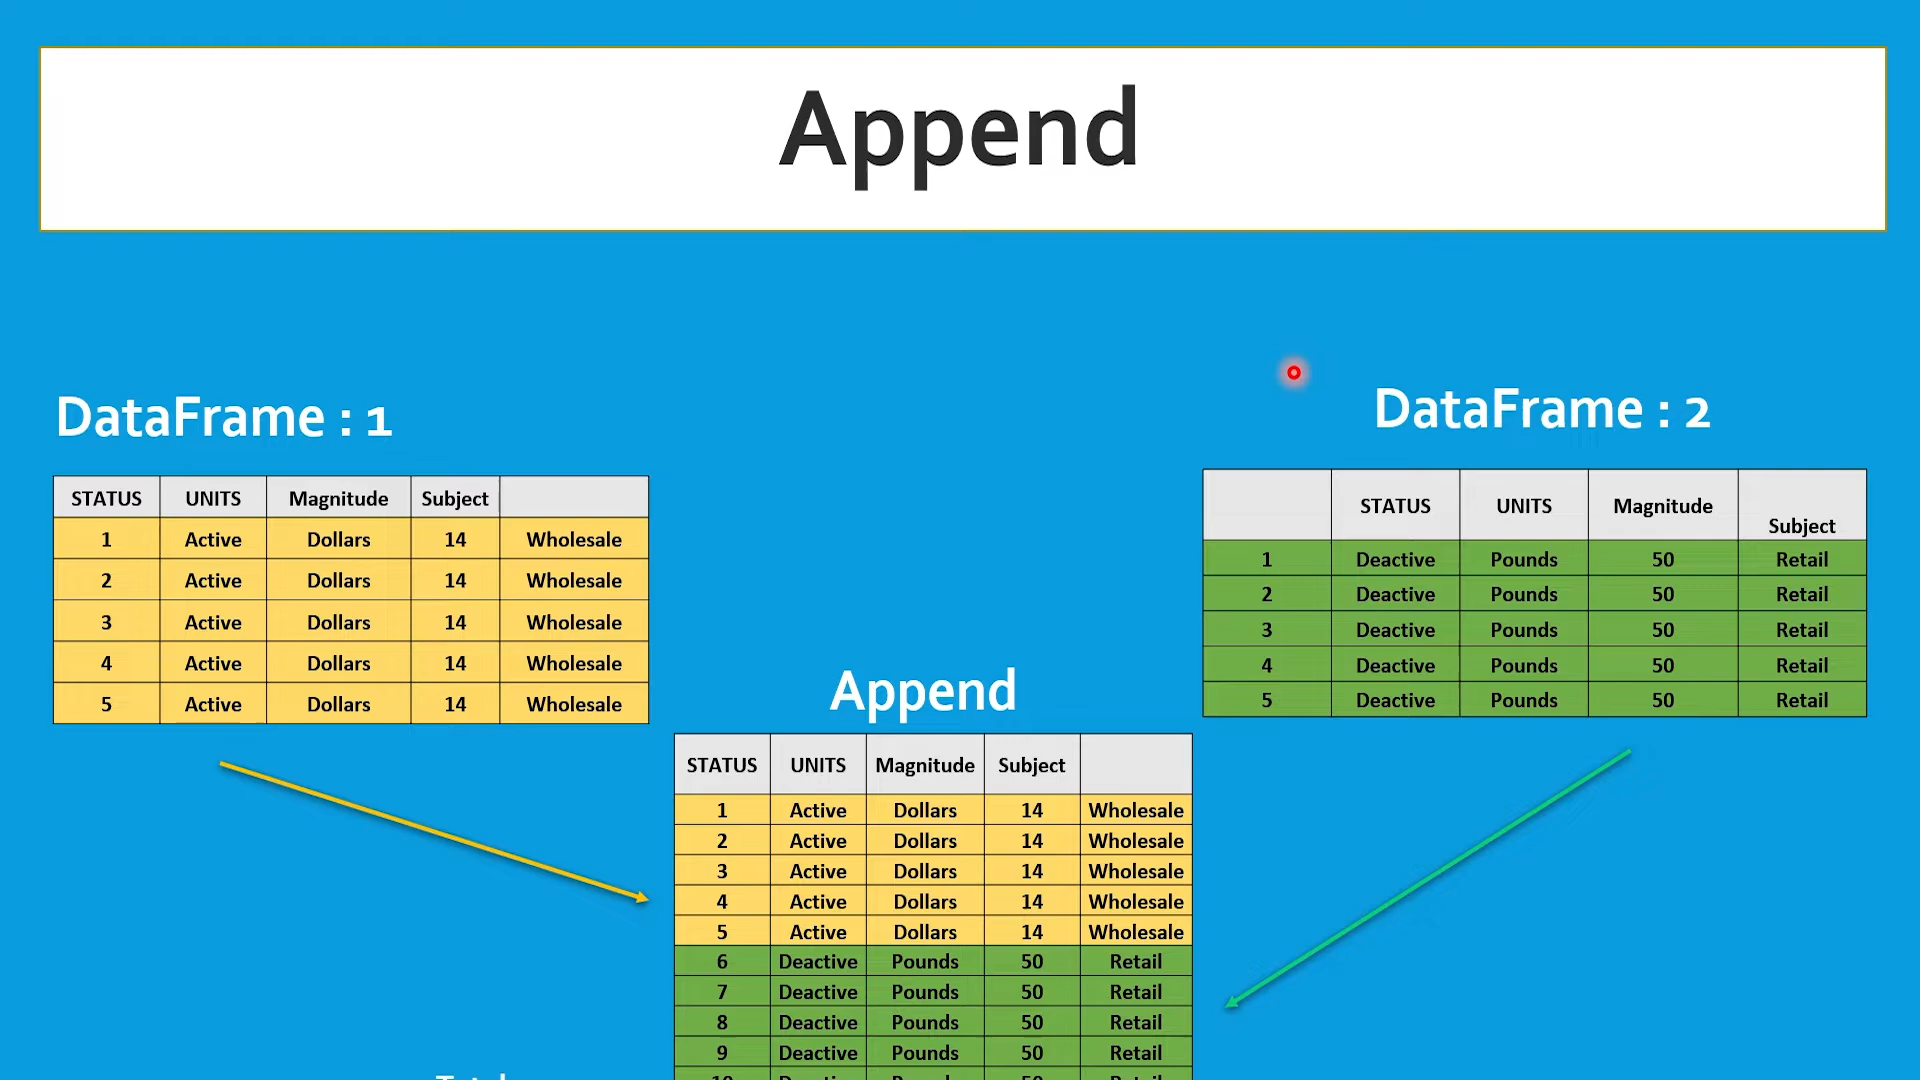 Append
DataFrame : 1
STATUS UNITS Magnitude Subject
1 Active Dollars 14 Wholesale
2 Active Dollars 14 Wholesale
3 Active Dollars 14 Wholesale
4 Active Dollars 14 Wholesale
5 Active Dollars 14 Wholesale
DataFrame : 2
STATUS UNITS Magnitude Subject
1 Deactive Pounds 50 Retail
2 Deactive Pounds 50 Retail
3 Deactive Pounds 50 Retail
4 Deactive Pounds 50 Retail
5 Deactive Pounds 50 Retail
Append
STATUS UNITS Magnitude Subject
1 Active Dollars 14 Wholesale
2 Active Dollars 14 Wholesale
3 Active Dollars 14 Wholesale
4 Active Dollars 14 Wholesale
5 Active Dollars 14 Wholesale
6 Deactive Pounds 50 Retail
7 Deactive Pounds 50 Retail
8 Deactive Pounds 50 Retail
9 Deactive Pounds 50 Retail